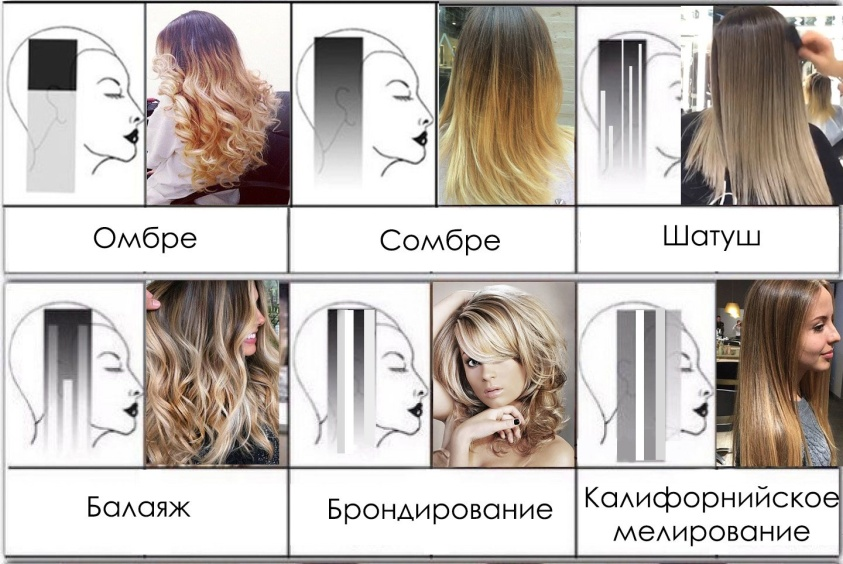 Омбре
Сомбре
Шатуш
Балаяж
Брондирование
Калифорнийское
мелирование